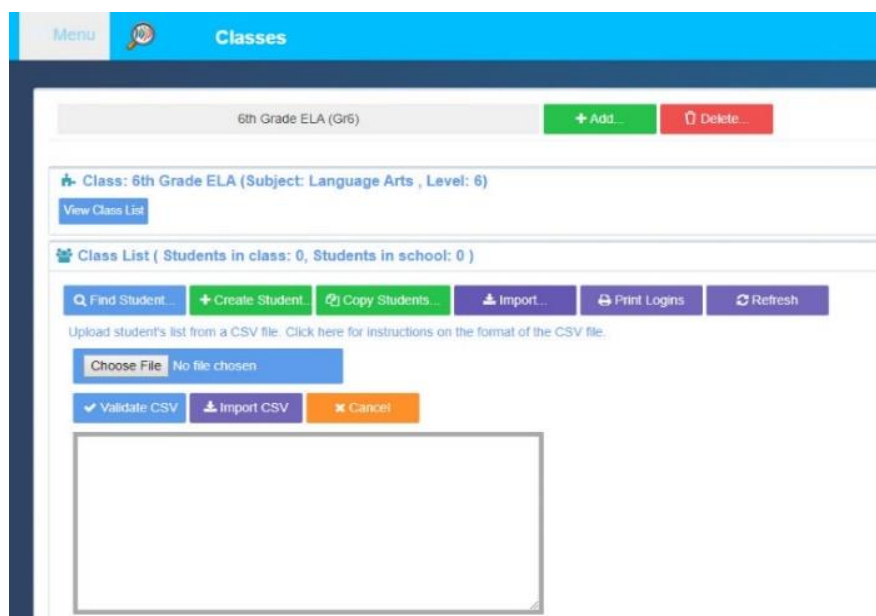 Menu Classes
6th Grade ELA (Gr6) + Add... Delete...
Class: 6th Grade ELA (Subject: Language Arts , Level: 6)
View Class List
Class List ( Students in class: 0, Students in school: 0 )
Find Student... + Create Student... Copy Students... Import... Print Logins Refresh
Upload student's list from a CSV file. Click here for instructions on the format of the CSV file.
Choose File No file chosen
Validate CSV Import CSV Cancel